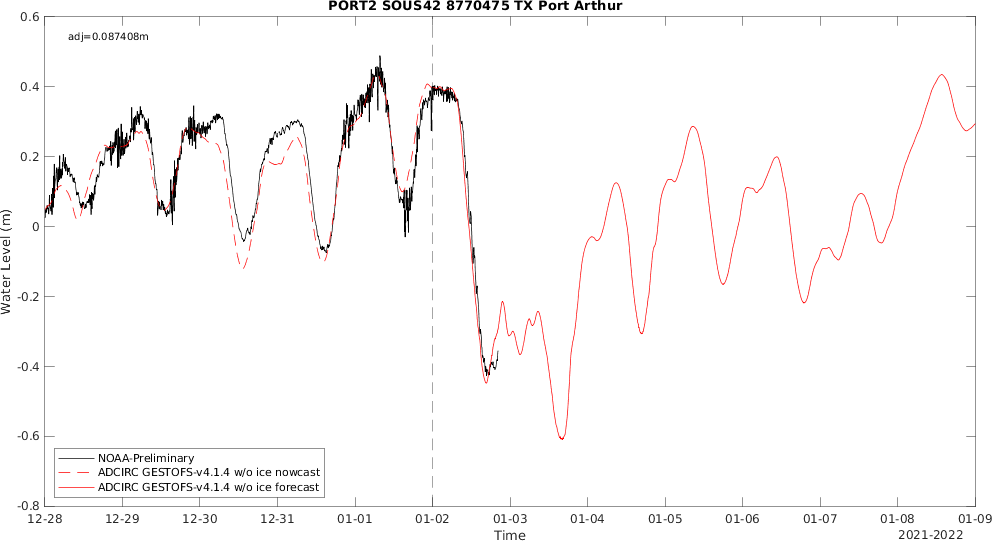 PORT2 SOUS42 8770475 TX Port Arthur
adj=0.087408m
0.6
0.4
0.2
0
-0.2
-0.4
-0.6
-0.8
Water Level (m)
NOAA-Preliminary
ADCIRC GESTOFS-v4.1.4 w/o ice nowcast
ADCIRC GESTOFS-v4.1.4 w/o ice forecast
12-28 12-29 12-30 12-31 01-01 01-02 01-03 01-04 01-05 01-06 01-07 01-08 01-09
Time
2021-2022